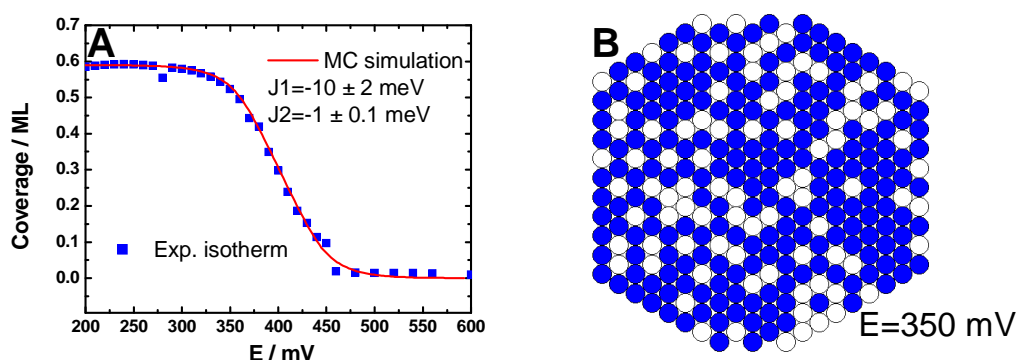 A
0.7
0.6
0.5
0.4
0.3
0.2
0.1
0.0
Coverage / ML
MC simulation
J1=-10 ± 2 meV
J2=-1 ± 0.1 meV
Exp. isotherm
200 250 300 350 400 450 500 550 600
E / mV
B
E=350 mV